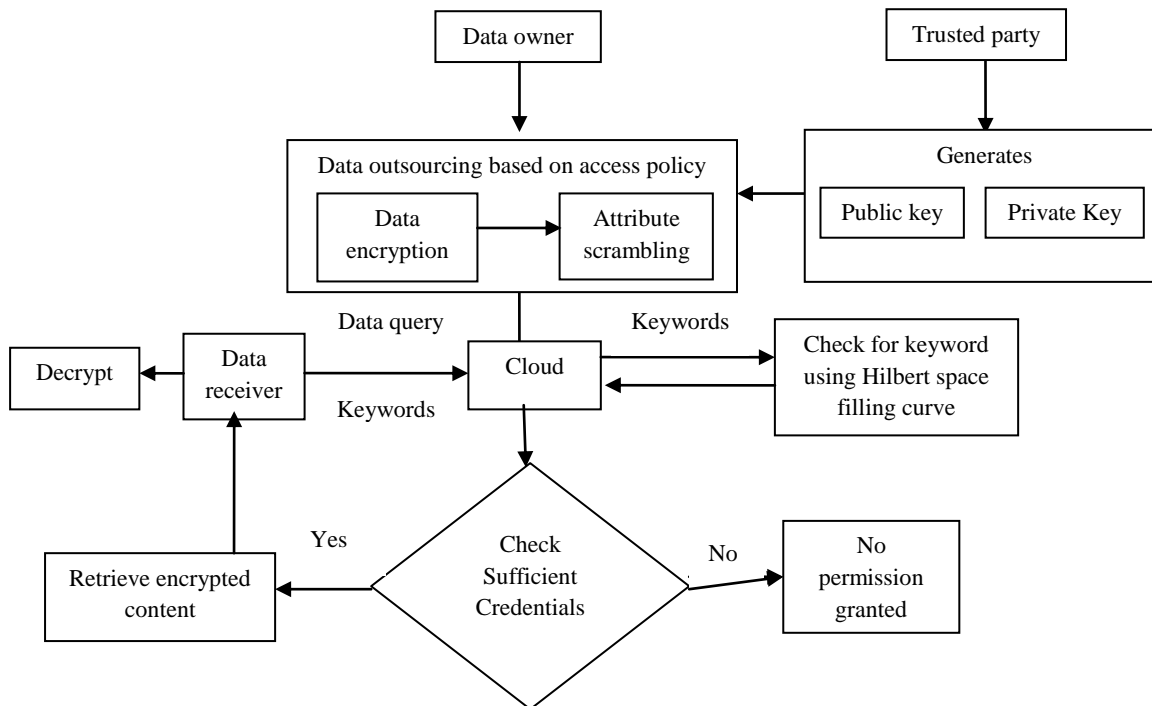 Data owner
Trusted party
Data outsourcing based on access policy
Data
encryption
Attribute
scrambling
Generates
Public key
Private Key
Data query
Keywords
Decrypt
Data
receiver
Keywords
Cloud
Check for keyword
using Hilbert space
filling curve
Yes
Check
Sufficient
Credentials
No
No
permission
granted
Retrieve encrypted
content